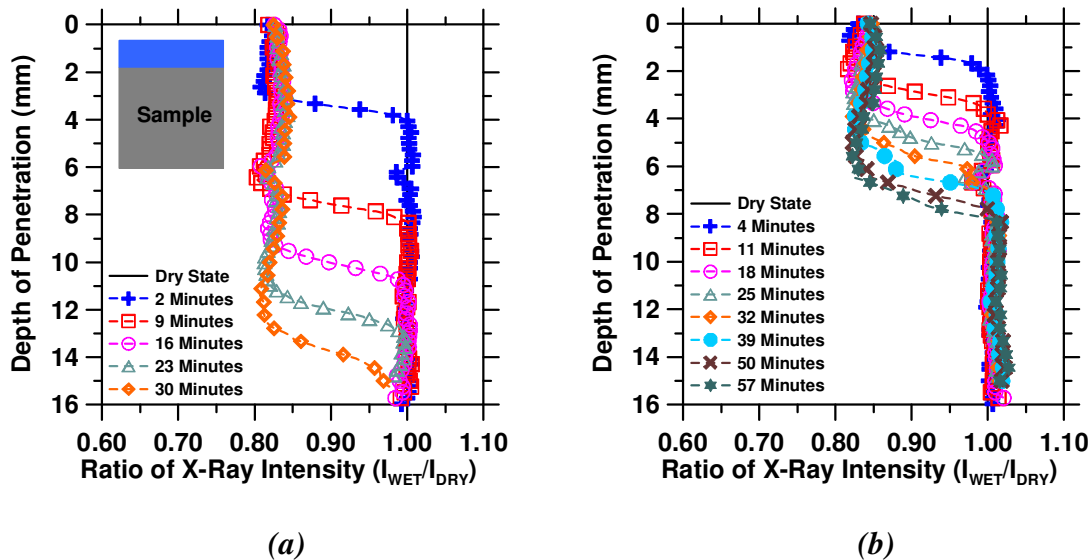 0
2
4
6
8
10
12
14
16
Depth of Penetration (mm)
Sample
Dry State
2 Minutes
9 Minutes
16 Minutes
23 Minutes
30 Minutes
0.60 0.70 0.80 0.90 1.00 1.10
Ratio of X-Ray Intensity (I_WET/I_DRY)
(a)
0
2
4
6
8
10
12
14
16
Depth of Penetration (mm)
Dry State
4 Minutes
11 Minutes
18 Minutes
25 Minutes
32 Minutes
39 Minutes
50 Minutes
57 Minutes
0.60 0.70 0.80 0.90 1.00 1.10
Ratio of X-Ray Intensity (I_WET/I_DRY)
(b)